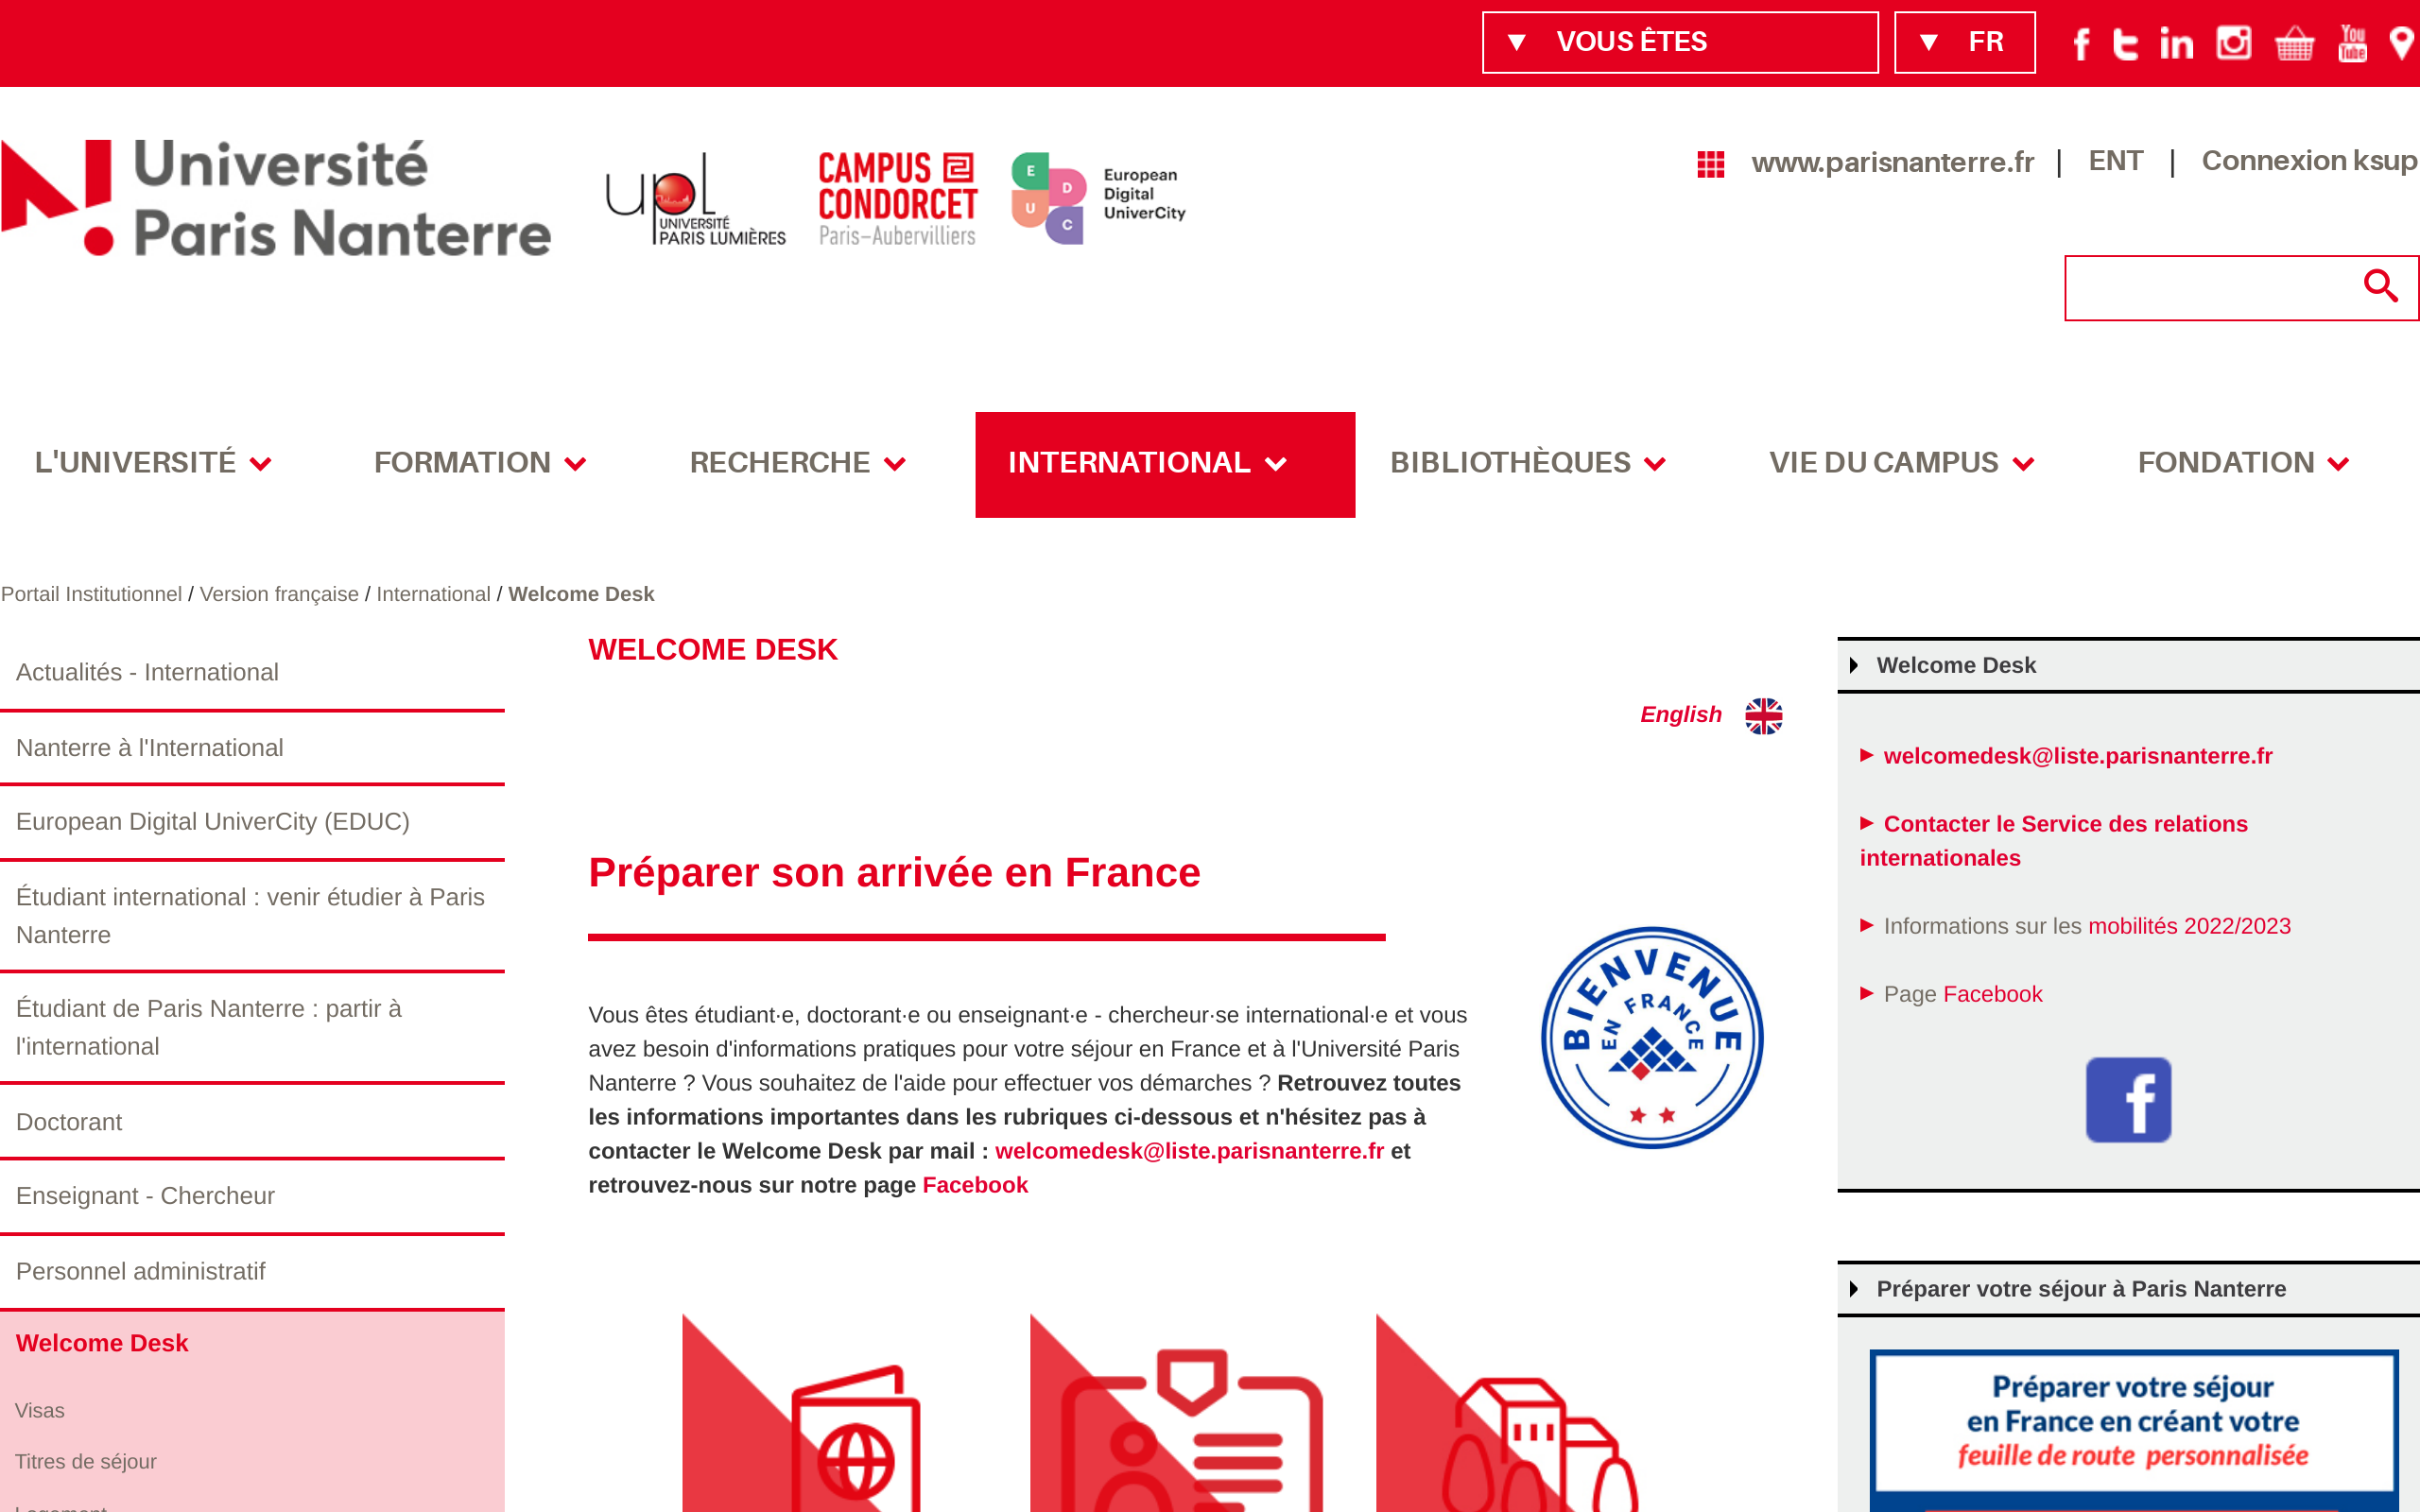 VOUS ÊTES
FR
You
Tube
Université
Paris Nanterre
upl
UNIVERSITÉ
PARIS LUMIÈRES
CAMPUS
CONDORCET
Paris–Aubervilliers
E
D
U
C
European
Digital
UniverCity
www.parisnanterre.fr | ENT | Connexion ksup
L'UNIVERSITÉ
FORMATION
RECHERCHE
INTERNATIONAL
BIBLIOTHÈQUES
VIE DU CAMPUS
FONDATION
Portail Institutionnel / Version française / International / Welcome Desk
Actualités - International
Nanterre à l'International
European Digital UniverCity (EDUC)
Étudiant international : venir étudier à Paris
Nanterre
Étudiant de Paris Nanterre : partir à
l'international
Doctorant
Enseignant - Chercheur
Personnel administratif
Welcome Desk
Visas
Titres de séjour
Logement
WELCOME DESK
English
Préparer son arrivée en France
Vous êtes étudiant·e, doctorant·e ou enseignant·e - chercheur·se international·e et vous
avez besoin d'informations pratiques pour votre séjour en France et à l'Université Paris
Nanterre ? Vous souhaitez de l'aide pour effectuer vos démarches ? Retrouvez toutes
les informations importantes dans les rubriques ci-dessous et n'hésitez pas à
contacter le Welcome Desk par mail : welcomedesk@liste.parisnanterre.fr et
retrouvez-nous sur notre page Facebook
BIENVENUE
EN FRANCE
Welcome Desk
welcomedesk@liste.parisnanterre.fr
Contacter le Service des relations
internationales
Informations sur les mobilités 2022/2023
Page Facebook
Préparer votre séjour à Paris Nanterre
Préparer votre séjour
en France en créant votre
feuille de route personnalisée